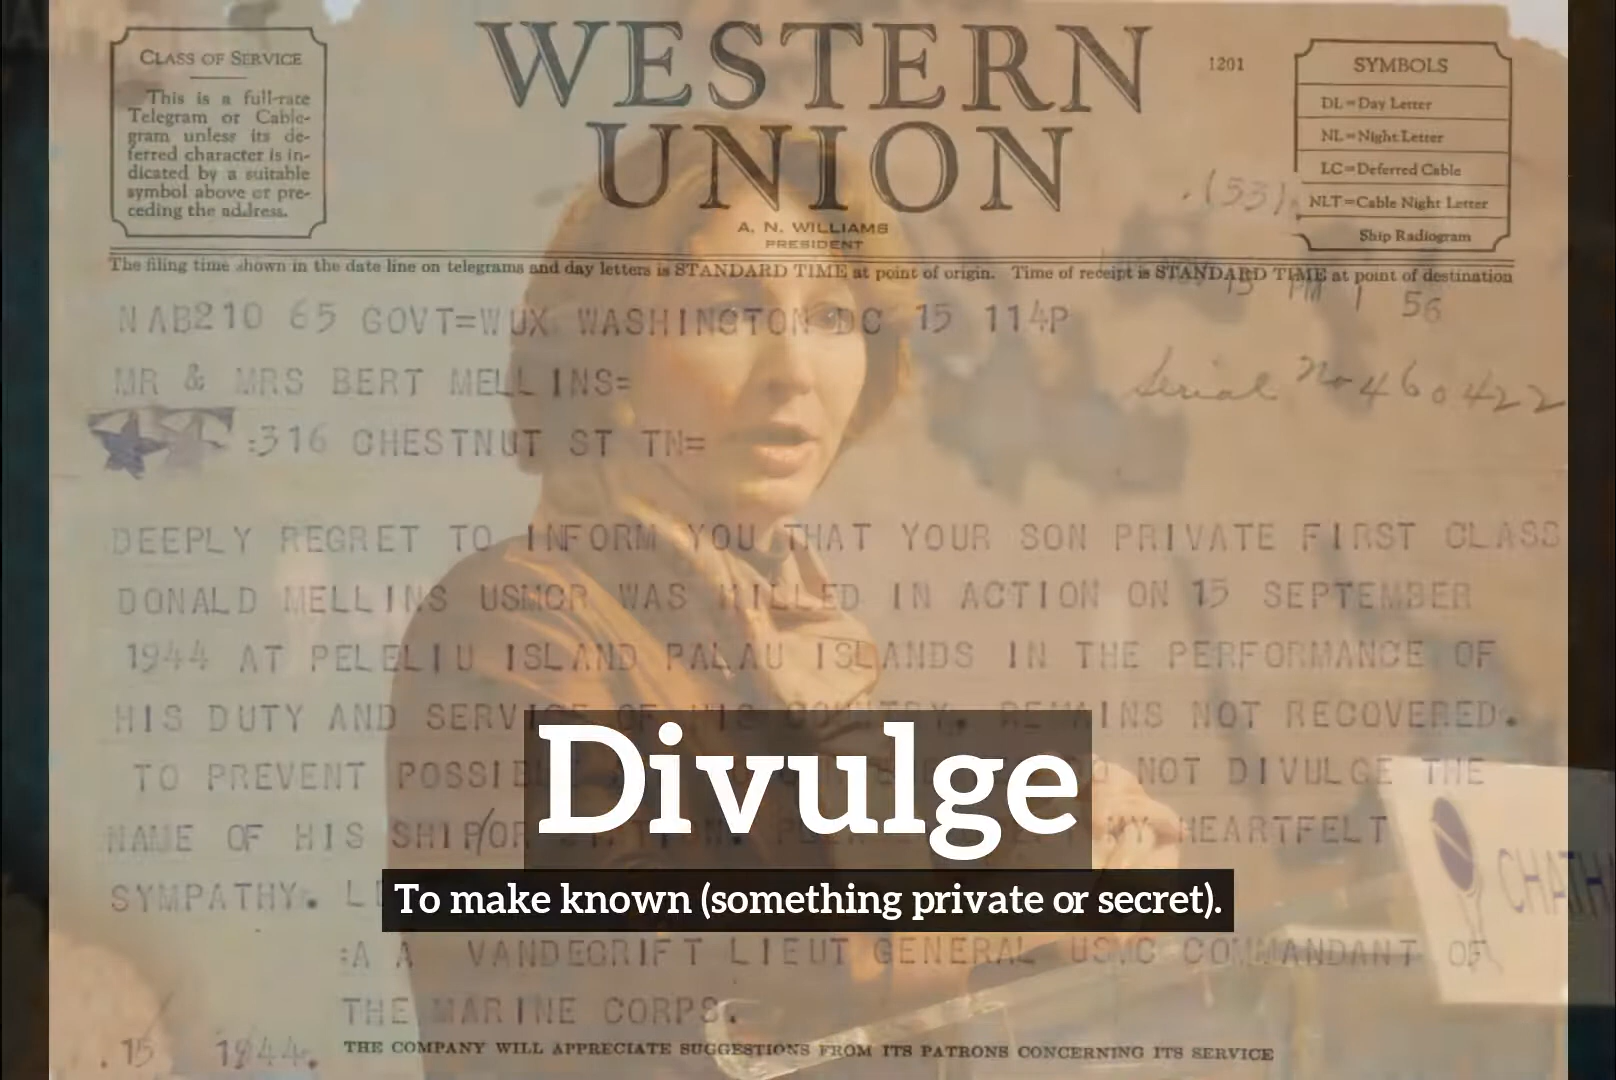 CLASS OF SERVICE
This is a full-rate
Telegram or Cable-
gram unless its de-
ferred character is in-
dicated by a suitable
symbol above or pre-
ceding the address.
WESTERN
UNION
A. N. WILLIAMS
PRESIDENT
1201
SYMBOLS
DL=Day Letter
NL=Night Letter
LC=Deferred Cable
NLT=Cable Night Letter
Ship Radiogram
(53)
The filing time shown in the date line on telegrams and day letters is STANDARD TIME at point of origin. Time of receipt is STANDARD TIME at point of destination
PM 1 56
NAB210 65 GOVT=WUX WASHINGTON DC 15 114P
MR & MRS BERT MELLINS=
Serial No 460422
:316 CHESTNUT ST TN=
DEEPLY REGRET TO INFORM YOU THAT YOUR SON PRIVATE FIRST CLASS
DONALD MELLINS USMCR WAS KILLED IN ACTION ON 15 SEPTEMBER
1944 AT PELELIU ISLAND PALAU ISLANDS IN THE PERFORMANCE OF
HIS DUTY AND SERVICE OF HIS COUNTRY. REMAINS NOT RECOVERED.
TO PREVENT NOT DIVULGE THE
NAME OF HIS SHIP/OR MY HEARTFELT
SYMPATHY.
Divulge
To make known (something private or secret).
:A A VANDEGRIFT LIEUT GENERAL USMC COMMANDANT OF
THE MARINE CORPS.
.15 1944.
THE COMPANY WILL APPRECIATE SUGGESTIONS FROM ITS PATRONS CONCERNING ITS SERVICE